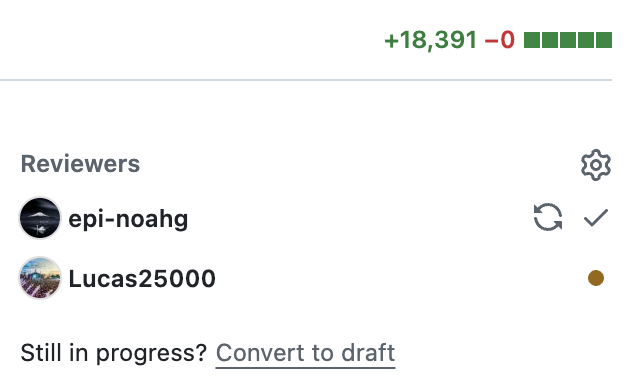 +18,391 −0
Reviewers
epi-noahg
Lucas25000
Still in progress? Convert to draft